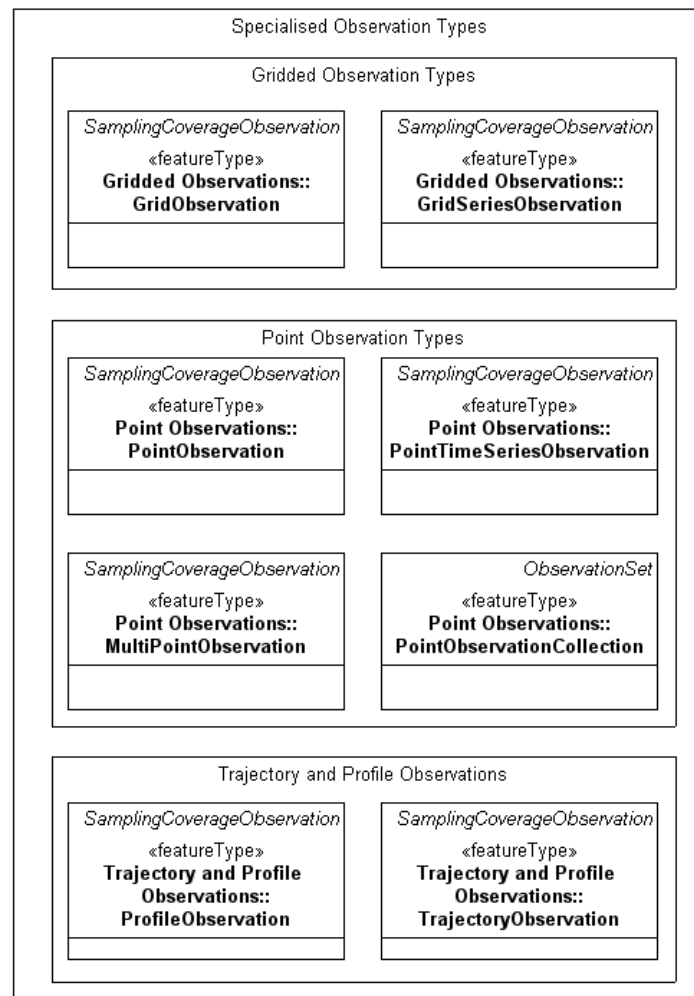 Specialised Observation Types
Gridded Observation Types
SamplingCoverageObservation
«featureType»
Gridded Observations::
GridObservation
SamplingCoverageObservation
«featureType»
Gridded Observations::
GridSeriesObservation
Point Observation Types
SamplingCoverageObservation
«featureType»
Point Observations::
PointObservation
SamplingCoverageObservation
«featureType»
Point Observations::
PointTimeSeriesObservation
SamplingCoverageObservation
«featureType»
Point Observations::
MultiPointObservation
ObservationSet
«featureType»
Point Observations::
PointObservationCollection
Trajectory and Profile Observations
SamplingCoverageObservation
«featureType»
Trajectory and Profile
Observations::
ProfileObservation
SamplingCoverageObservation
«featureType»
Trajectory and Profile
Observations::
TrajectoryObservation